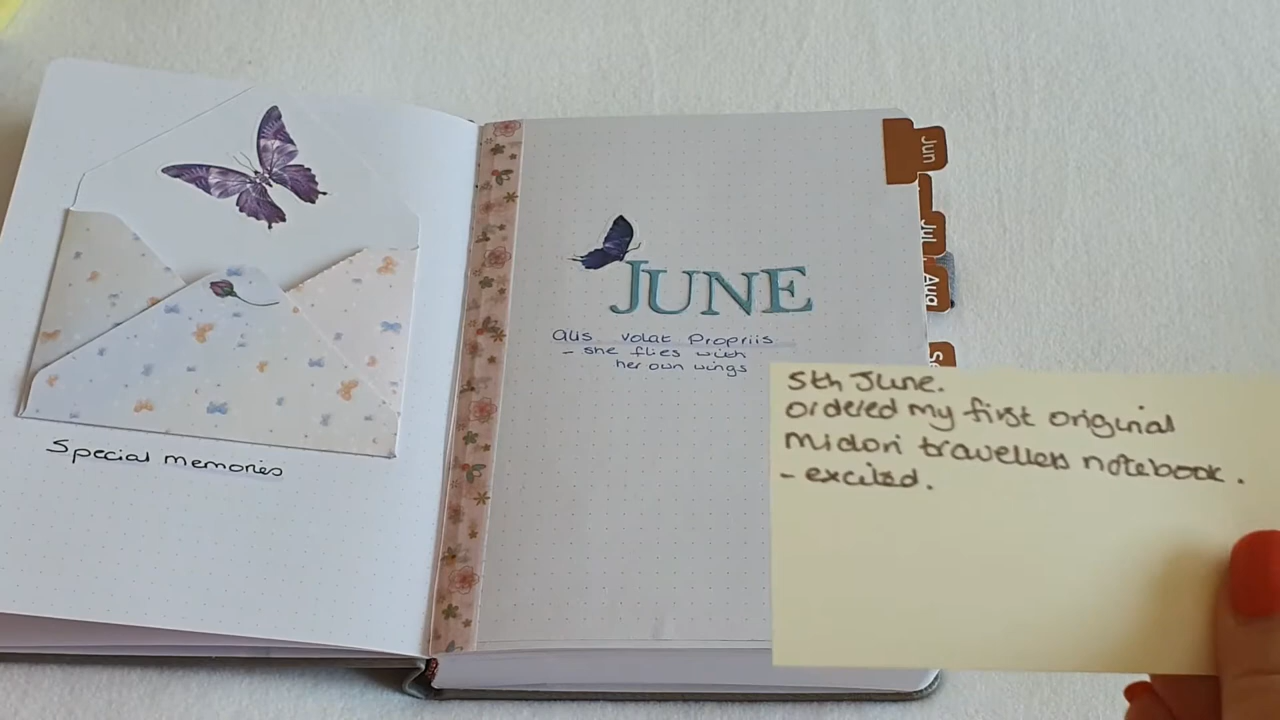 Special memories
JUNE
Alis volat Propriis
- she flies with
her own wings
Jun
Jul
Aug
Se
5th June.
ordered my first original
Midori travellers notebook.
- excited.